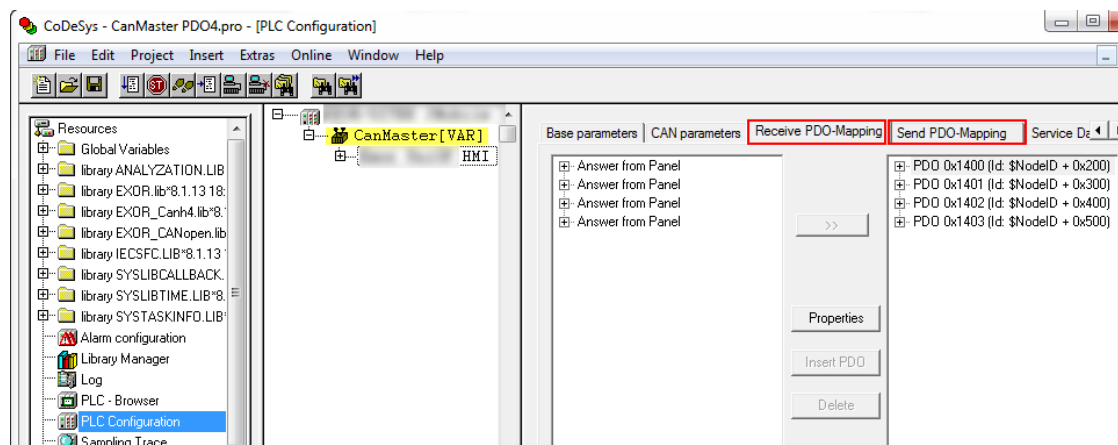 CoDeSys - CanMaster PDO4.pro - [PLC Configuration]
File Edit Project Insert Extras Online Window Help
Resources
Global Variables
library ANALYZATION.LIB
library EXOR.lib*8.1.13 18:
library EXOR_Canh4.lib*8.
library EXOR_CANopen.lib
library IECSFC.LIB*8.1.13
library SYSLIBCALLBACK.
library SYSLIBTIME.LIB*8.
library SYSTASKINFO.LIB
Alarm configuration
Library Manager
Log
PLC - Browser
PLC Configuration
Sampling Trace
CanMaster[VAR]
HMI
Base parameters CAN parameters Receive PDO-Mapping Send PDO-Mapping Service Da
Answer from Panel
Answer from Panel
Answer from Panel
Answer from Panel
>>
Properties
Insert PDO
Delete
PDO 0x1400 (Id: $NodeID + 0x200)
PDO 0x1401 (Id: $NodeID + 0x300)
PDO 0x1402 (Id: $NodeID + 0x400)
PDO 0x1403 (Id: $NodeID + 0x500)